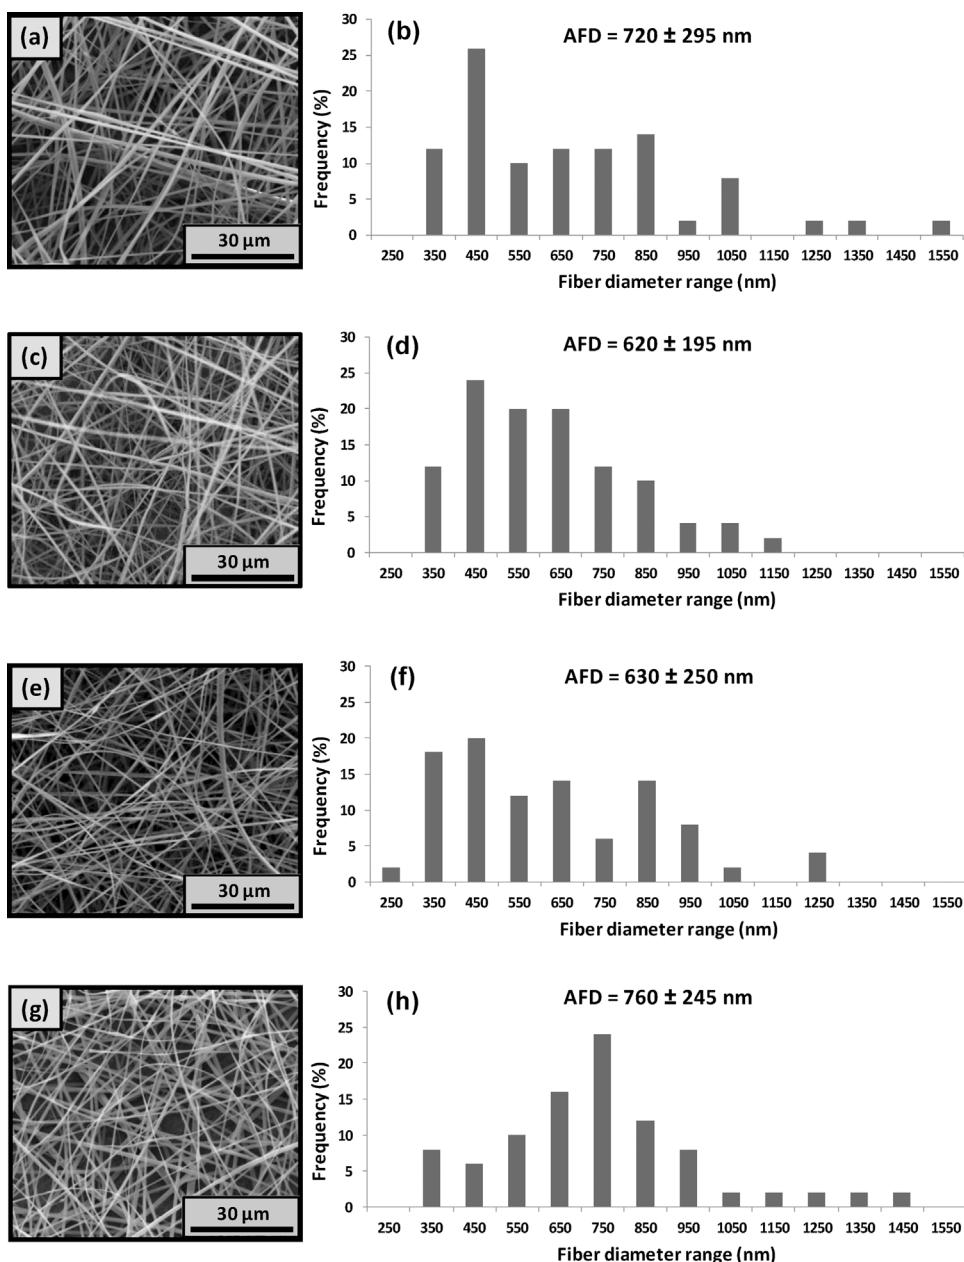 (a)
30 µm
(b)
AFD = 720 ± 295 nm
Frequency (%)
30
25
20
15
10
5
0
250 350 450 550 650 750 850 950 1050 1150 1250 1350 1450 1550
Fiber diameter range (nm)
(c)
30 µm
(d)
AFD = 620 ± 195 nm
Frequency (%)
30
25
20
15
10
5
0
250 350 450 550 650 750 850 950 1050 1150 1250 1350 1450 1550
Fiber diameter range (nm)
(e)
30 µm
(f)
AFD = 630 ± 250 nm
Frequency (%)
30
25
20
15
10
5
0
250 350 450 550 650 750 850 950 1050 1150 1250 1350 1450 1550
Fiber diameter range (nm)
(g)
30 µm
(h)
AFD = 760 ± 245 nm
Frequency (%)
30
25
20
15
10
5
0
250 350 450 550 650 750 850 950 1050 1150 1250 1350 1450 1550
Fiber diameter range (nm)